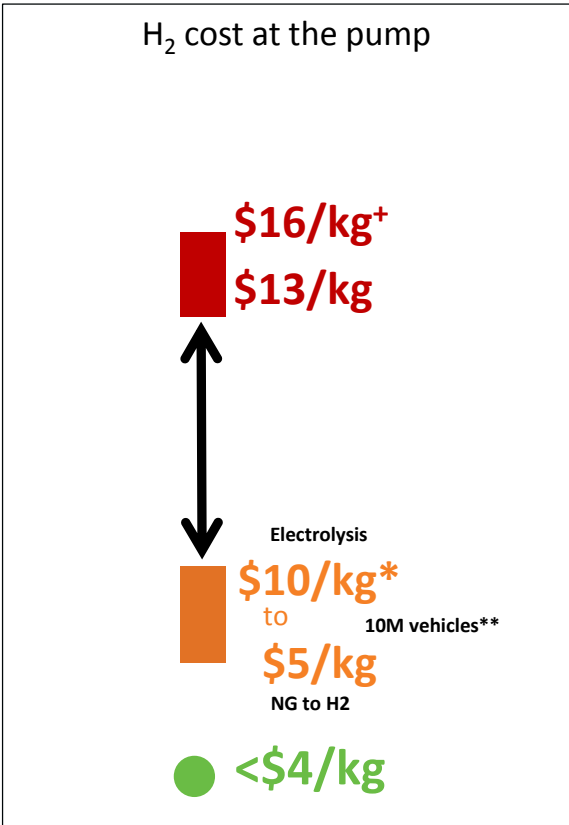 H₂ cost at the pump
$16/kg⁺
$13/kg
Electrolysis
$10/kg*
to
10M vehicles**
$5/kg
NG to H2
<$4/kg